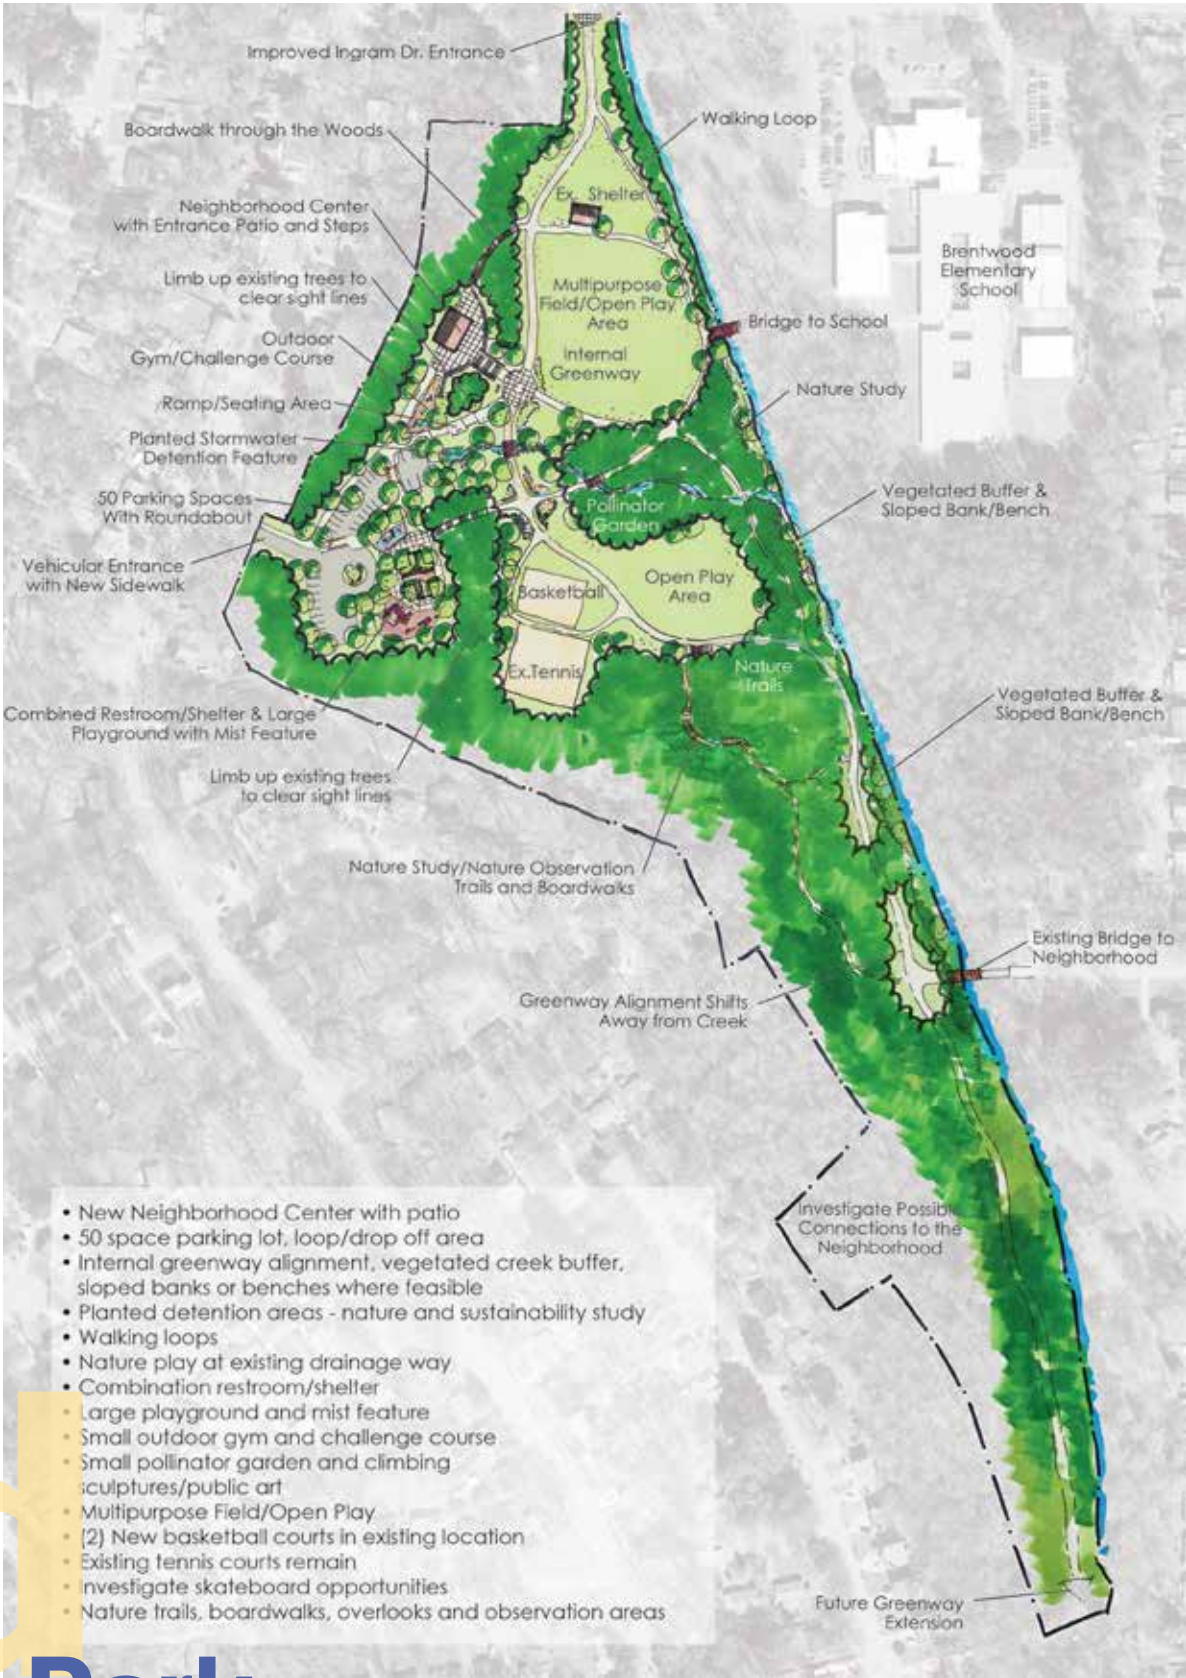 Improved Ingram Dr. Entrance
Boardwalk through the Woods
Walking Loop
Neighborhood Center
with Entrance Patio and Steps
Ex. Shelter
Limb up existing trees to
clear sight lines
Multipurpose
Field/Open Play
Area
Brentwood
Elementary
School
Bridge to School
Outdoor
Gym/Challenge Course
Internal
Greenway
Nature Study
Ramp/Seating Area
Planted Stormwater
Detention Feature
50 Parking Spaces
With Roundabout
Pollinator
Garden
Vegetated Buffer &
Sloped Bank/Bench
Vehicular Entrance
with New Sidewalk
Basketball
Open Play
Area
Ex.Tennis
Nature
Trails
Combined Restroom/Shelter & Large
Playground with Mist Feature
Vegetated Buffer &
Sloped Bank/Bench
Limb up existing trees
to clear sight lines
Nature Study/Nature Observation
Trails and Boardwalks
Existing Bridge to
Neighborhood
Greenway Alignment Shifts
Away from Creek
Investigate Possible
Connections to the
Neighborhood
• New Neighborhood Center with patio
• 50 space parking lot, loop/drop off area
• Internal greenway alignment, vegetated creek buffer,
sloped banks or benches where feasible
• Planted detention areas - nature and sustainability study
• Walking loops
• Nature play at existing drainage way
• Combination restroom/shelter
• Large playground and mist feature
• Small outdoor gym and challenge course
• Small pollinator garden and climbing
sculptures/public art
• Multipurpose Field/Open Play
• (2) New basketball courts in existing location
• Existing tennis courts remain
• Investigate skateboard opportunities
• Nature trails, boardwalks, overlooks and observation areas
Future Greenway
Extension
Park